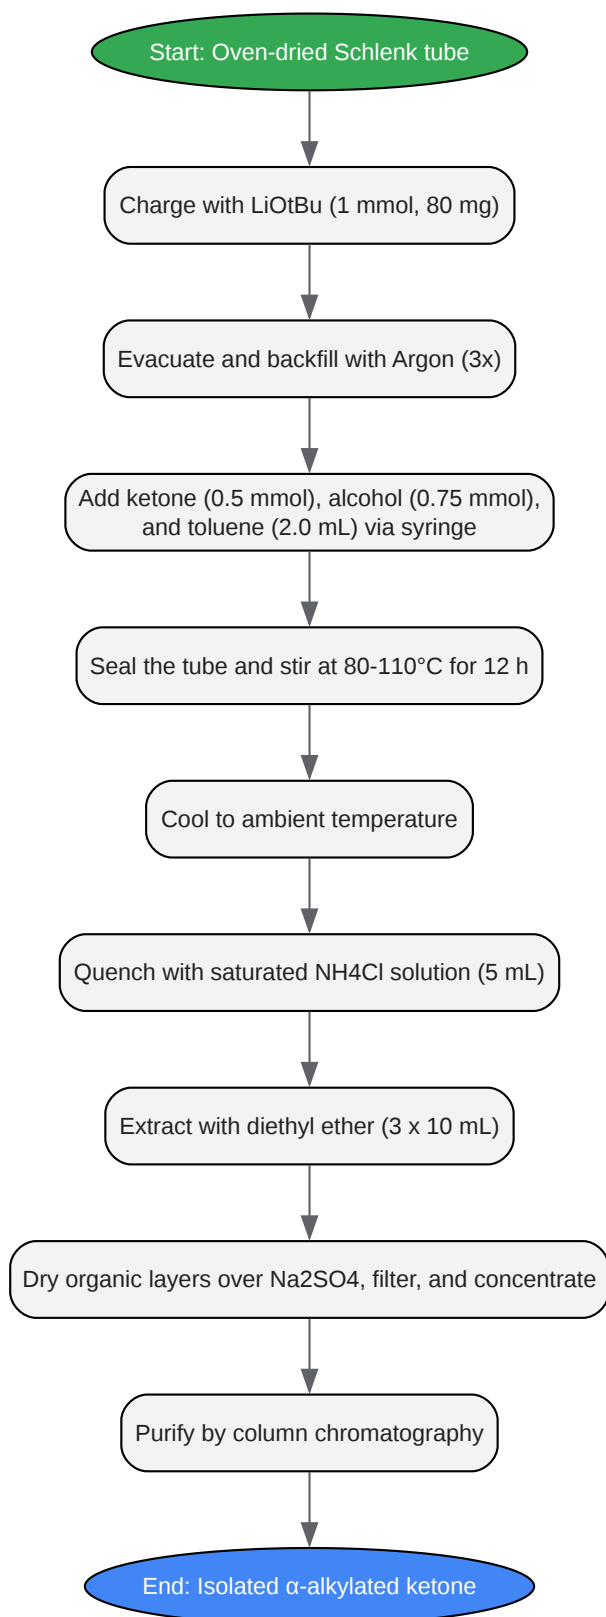 Start: Oven-dried Schlenk tube
Charge with LiOtBu (1 mmol, 80 mg)
Evacuate and backfill with Argon (3x)
Add ketone (0.5 mmol), alcohol (0.75 mmol),
and toluene (2.0 mL) via syringe
Seal the tube and stir at 80-110°C for 12 h
Cool to ambient temperature
Quench with saturated NH4Cl solution (5 mL)
Extract with diethyl ether (3 x 10 mL)
Dry organic layers over Na2SO4, filter, and concentrate
Purify by column chromatography
End: Isolated α-alkylated ketone